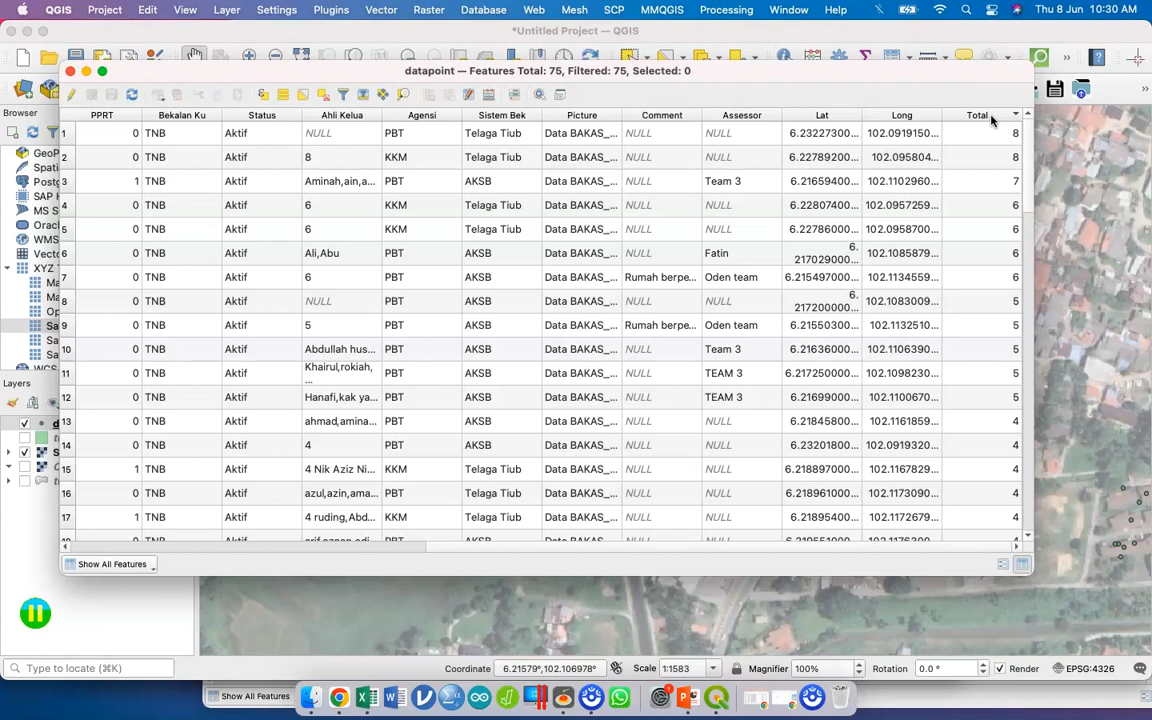 QGIS Project Edit View Layer Settings Plugins Vector Raster Database Web Mesh SCP MMQGIS Processing Window Help Thu 8 Jun 10:30 AM
*Untitled Project — QGIS
datapoint — Features Total: 75, Filtered: 75, Selected: 0
Browser
PPRT Bekalan Ku Status Ahli Kelua Agensi Sistem Bek Picture Comment Assessor Lat Long Total
1 0 TNB Aktif NULL PBT Telaga Tiub Data BAKAS_... NULL NULL 6.23227300... 102.0919150... 8
2 0 TNB Aktif 8 KKM Telaga Tiub Data BAKAS_... NULL NULL 6.22789200... 102.095804... 8
3 1 TNB Aktif Aminah,ain,a... PBT AKSB Data BAKAS_... NULL Team 3 6.21659400... 102.1102960... 7
4 0 TNB Aktif 6 KKM Telaga Tiub Data BAKAS_... NULL NULL 6.22807400... 102.0957259... 6
5 0 TNB Aktif 6 KKM Telaga Tiub Data BAKAS_... NULL NULL 6.22786000... 102.0958700... 6
6 0 TNB Aktif Ali,Abu PBT AKSB Data BAKAS_... NULL Fatin 6.
217029000... 102.1085879... 6
7 0 TNB Aktif 6 PBT AKSB Data BAKAS_... Rumah berpe... Oden team 6.215497000... 102.1134559... 6
8 0 TNB Aktif NULL PBT AKSB Data BAKAS_... NULL NULL 6.
217200000... 102.1083009... 5
9 0 TNB Aktif 5 PBT AKSB Data BAKAS_... Rumah berpe... Oden team 6.21550300... 102.1132510... 5
10 0 TNB Aktif Abdullah hus... PBT AKSB Data BAKAS_... NULL Team 3 6.21636000... 102.1106390... 5
11 0 TNB Aktif Khairul,rokiah,
... PBT AKSB Data BAKAS_... NULL TEAM 3 6.217250000... 102.1098230... 5
12 0 TNB Aktif Hanafi,kak ya... PBT AKSB Data BAKAS_... NULL TEAM 3 6.21699000... 102.1100670... 5
13 0 TNB Aktif ahmad,amina... PBT AKSB Data BAKAS_... NULL NULL 6.21845800... 102.1161859... 4
14 0 TNB Aktif 4 PBT AKSB Data BAKAS_... NULL NULL 6.23201800... 102.0919320... 4
15 1 TNB Aktif 4 Nik Aziz Ni... KKM Telaga Tiub Data BAKAS_... NULL NULL 6.218897000... 102.1167829... 4
16 0 TNB Aktif azul,azin,ama... PBT Telaga Tiub Data BAKAS_... NULL NULL 6.218961000... 102.1173090... 4
17 1 TNB Aktif 4 ruding,Abd... KKM Telaga Tiub Data BAKAS_... NULL NULL 6.21895400... 102.1172679... 4
GeoP
Spati
Postg
SAP H
MS S
Orac
WMS
Vect
XYZ T
Ma
Ma
Op
Sa
Sa
Sa
Layers
Show All Features
Type to locate (⌘K) Coordinate 6.21579°,102.106978° Scale 1:1583 Magnifier 100% Rotation 0.0 ° Render EPSG:4326
Show All Features